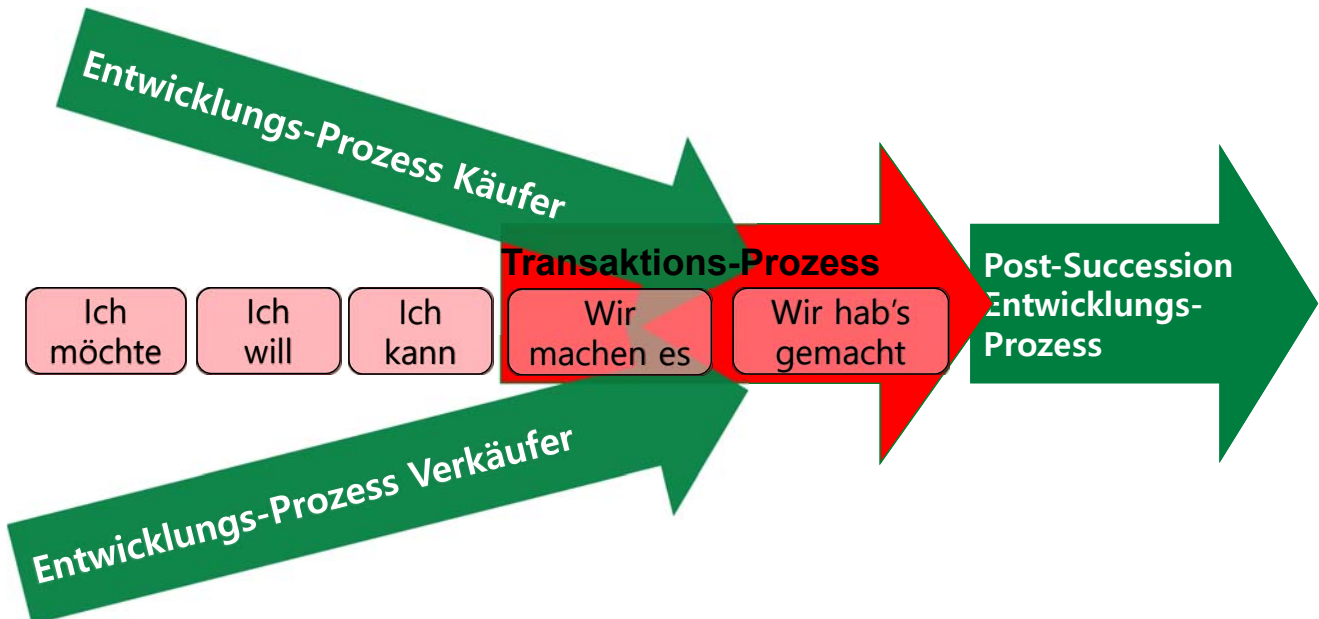 Entwicklungs-Prozess Käufer
Transaktions-Prozess
Ich
möchte
Ich
will
Ich
kann
Wir
machen es
Wir hab's
gemacht
Post-Succession
Entwicklungs-
Prozess
Entwicklungs-Prozess Verkäufer